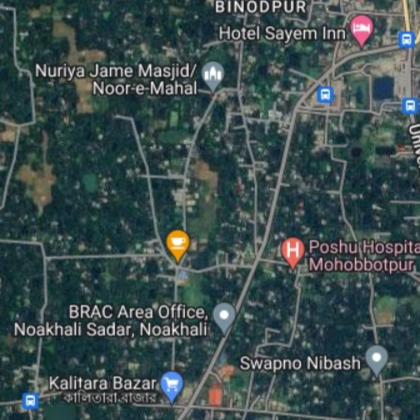 BINODPUR
Hotel Sayem Inn
Nuriya Jame Masjid/
Noor-e-Mahal
Poshu Hospita
Mohobbotpur
BRAC Area Office,
Noakhali Sadar, Noakhali
Swapno Nibash
Kalitara Bazar
কালিতারা বাজার